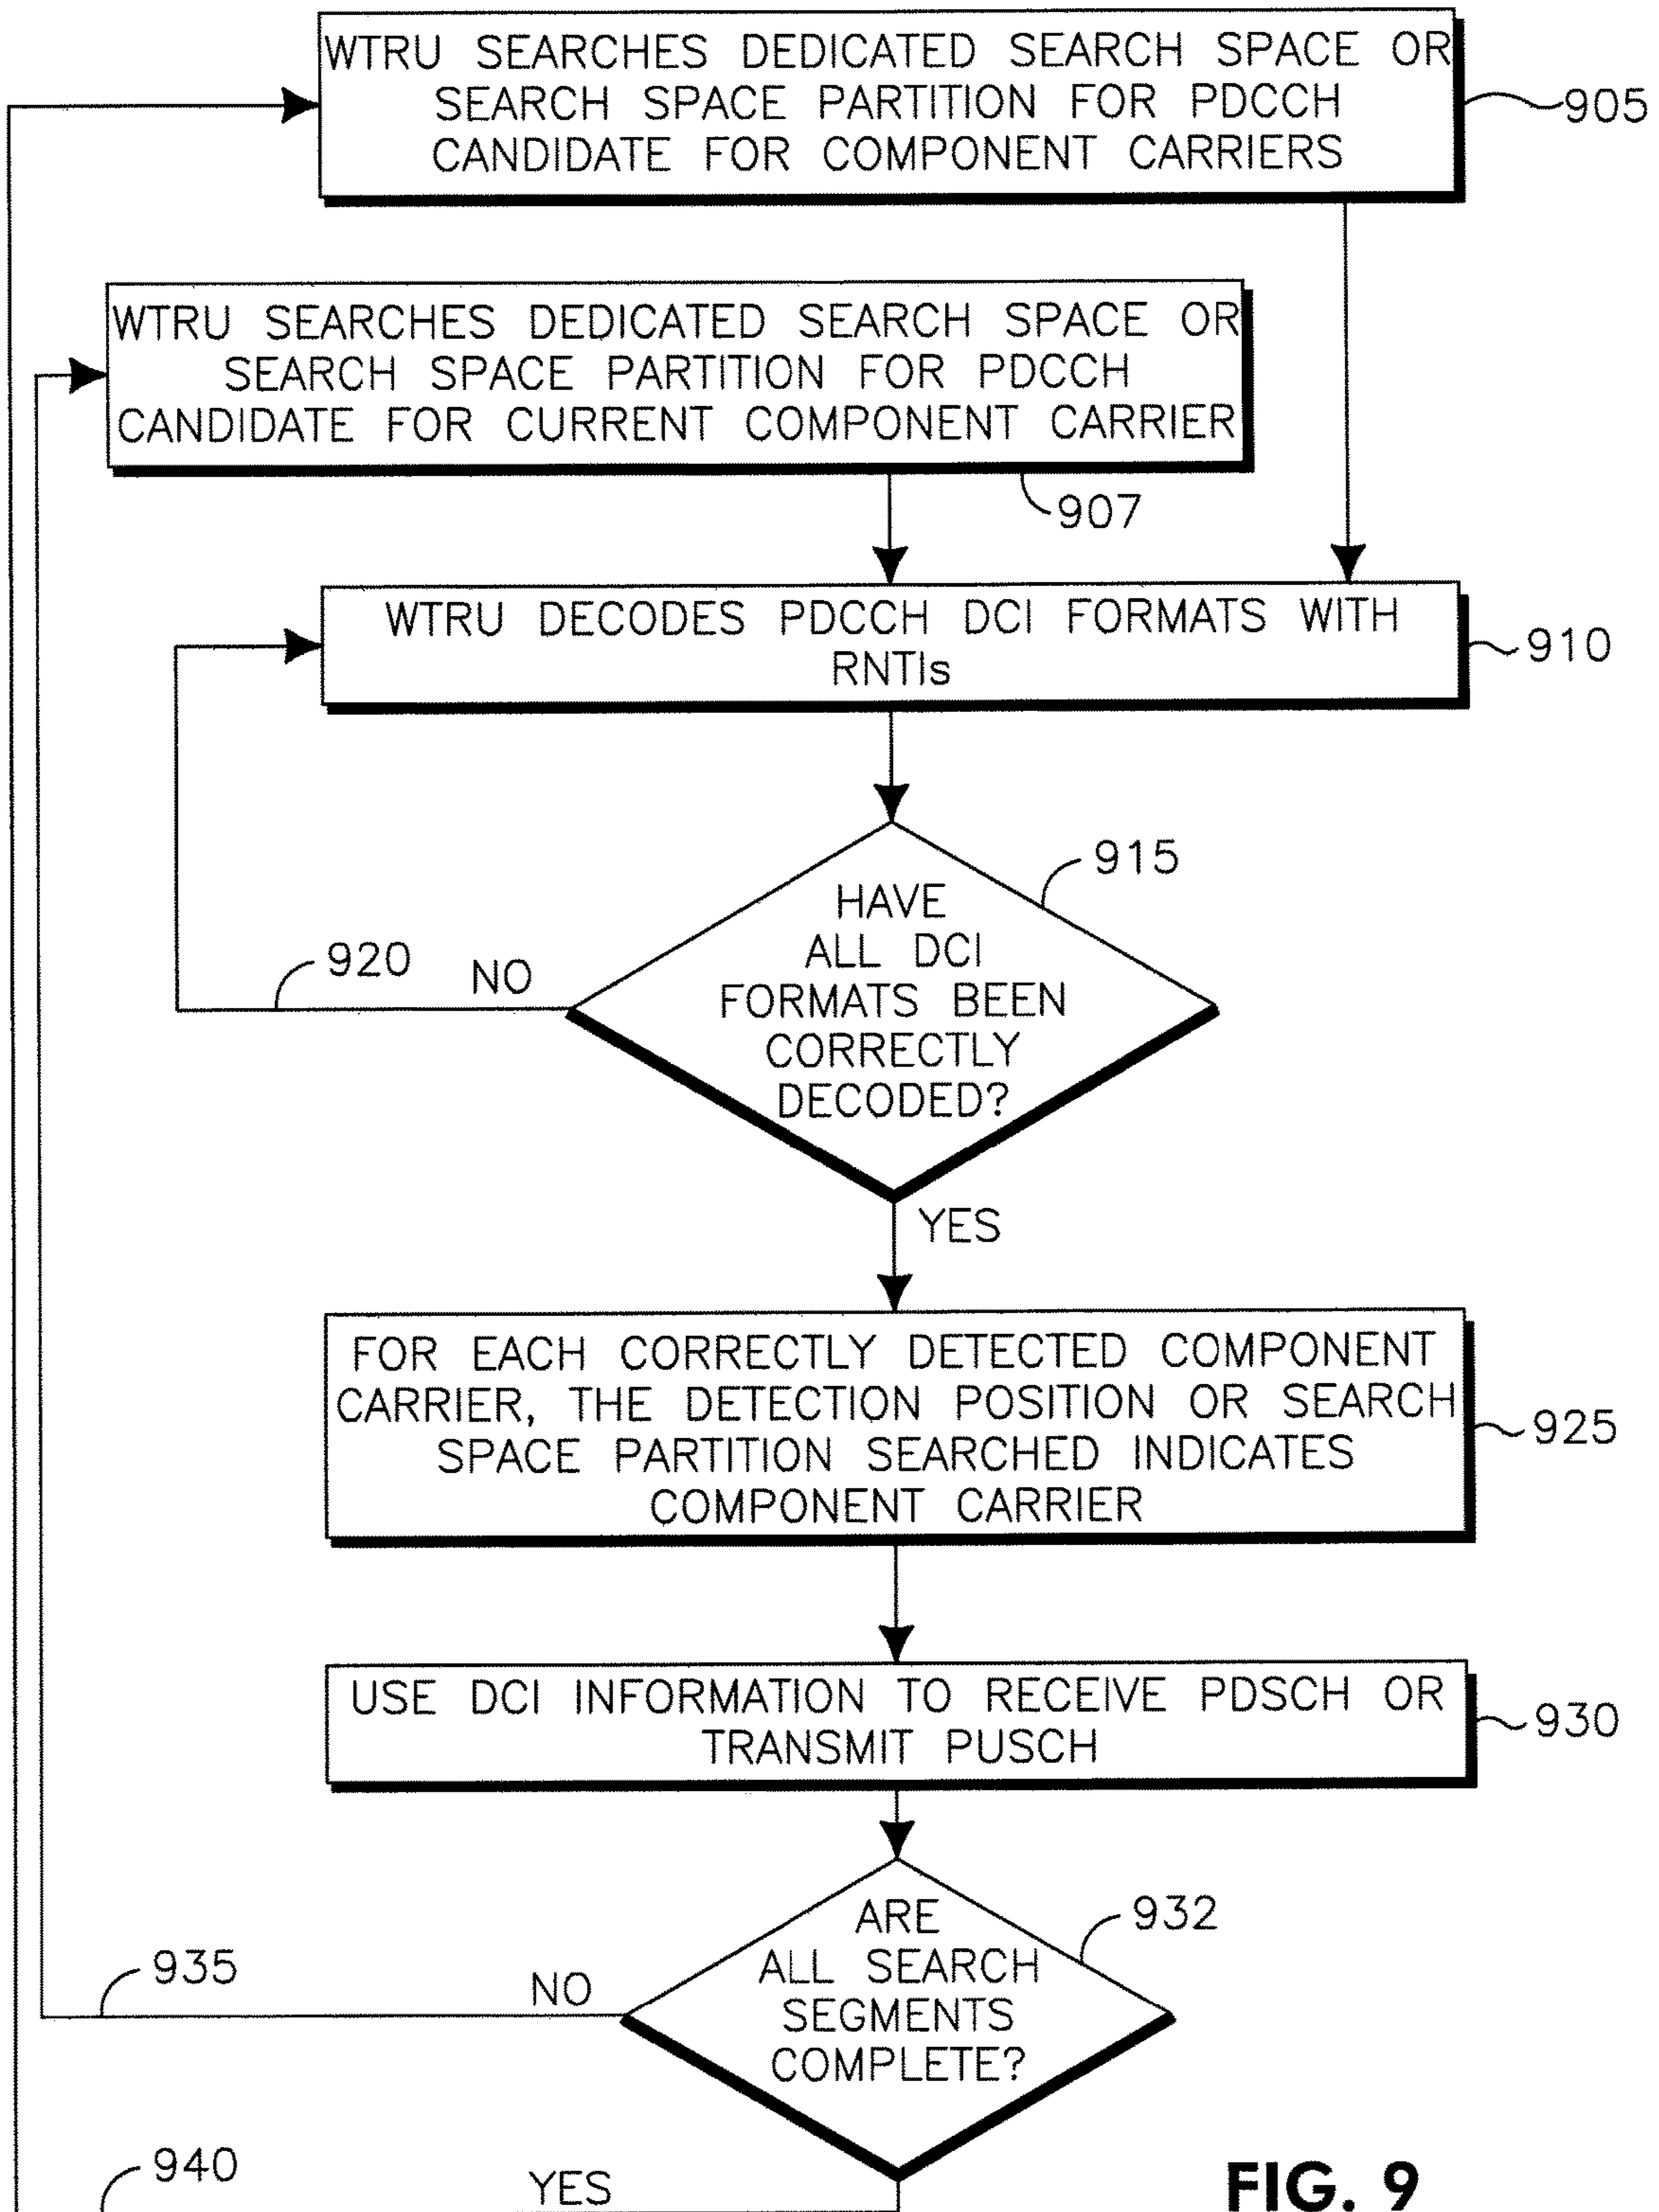 WTRU SEARCHES DEDICATED SEARCH SPACE OR
SEARCH SPACE PARTITION FOR PDCCH
CANDIDATE FOR COMPONENT CARRIERS
905
WTRU SEARCHES DEDICATED SEARCH SPACE OR
SEARCH SPACE PARTITION FOR PDCCH
CANDIDATE FOR CURRENT COMPONENT CARRIER
907
WTRU DECODES PDCCH DCI FORMATS WITH
RNTIs
910
HAVE
ALL DCI
FORMATS BEEN
CORRECTLY
DECODED?
915
920
NO
YES
FOR EACH CORRECTLY DETECTED COMPONENT
CARRIER, THE DETECTION POSITION OR SEARCH
SPACE PARTITION SEARCHED INDICATES
COMPONENT CARRIER
925
USE DCI INFORMATION TO RECEIVE PDSCH OR
TRANSMIT PUSCH
930
ARE
ALL SEARCH
SEGMENTS
COMPLETE?
932
935
NO
940
YES
FIG. 9